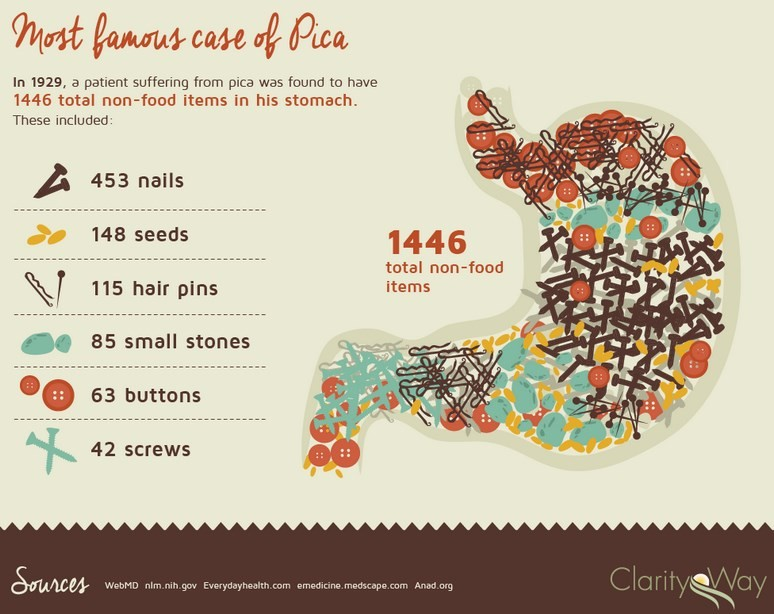 Most famous case of Pica
In 1929, a patient suffering from pica was found to have
1446 total non-food items in his stomach.
These included:
453 nails
148 seeds
115 hair pins
85 small stones
63 buttons
42 screws
1446
total non-food
items
Sources
WebMD nlm.nih.gov Everydayhealth.com emedicine.medscape.com Anad.org
Clarity Way